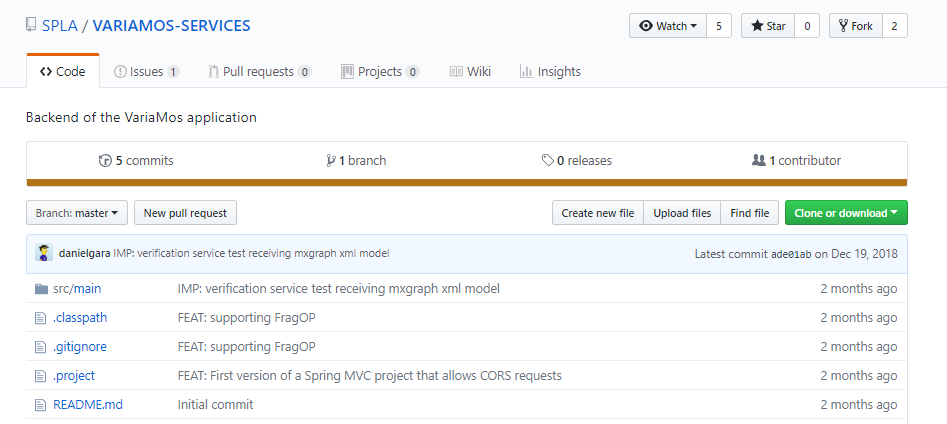 SPLA / VARIAMOS-SERVICES Watch 5 Star 0 Fork 2
Code Issues 1 Pull requests 0 Projects 0 Wiki Insights
Backend of the VariaMos application
5 commits 1 branch 0 releases 1 contributor
Branch: master New pull request Create new file Upload files Find file Clone or download
danielgara IMP: verification service test receiving mxgraph xml model Latest commit ade01ab on Dec 19, 2018
src/main IMP: verification service test receiving mxgraph xml model 2 months ago
.classpath FEAT: supporting FragOP 2 months ago
.gitignore FEAT: supporting FragOP 2 months ago
.project FEAT: First version of a Spring MVC project that allows CORS requests 2 months ago
README.md Initial commit 2 months ago